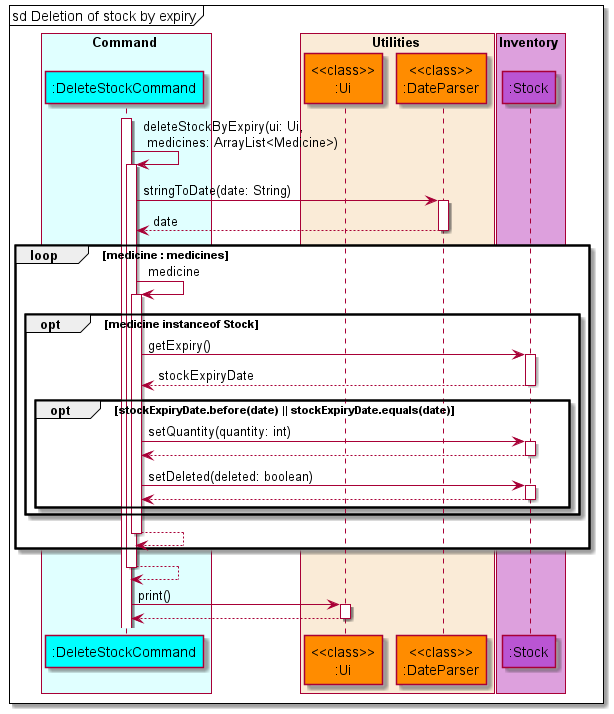 sd Deletion of stock by expiry
Command
Utilities
Inventory
:DeleteStockCommand
<<class>>
:Ui
<<class>>
:DateParser
:Stock
deleteStockByExpiry(ui: Ui,
medicines: ArrayList<Medicine>)
stringToDate(date: String)
date
loop
[medicine : medicines]
medicine
opt
[medicine instanceof Stock]
getExpiry()
stockExpiryDate
opt
[stockExpiryDate.before(date) || stockExpiryDate.equals(date)]
setQuantity(quantity: int)
setDeleted(deleted: boolean)
print()
:DeleteStockCommand
<<class>>
:Ui
<<class>>
:DateParser
:Stock